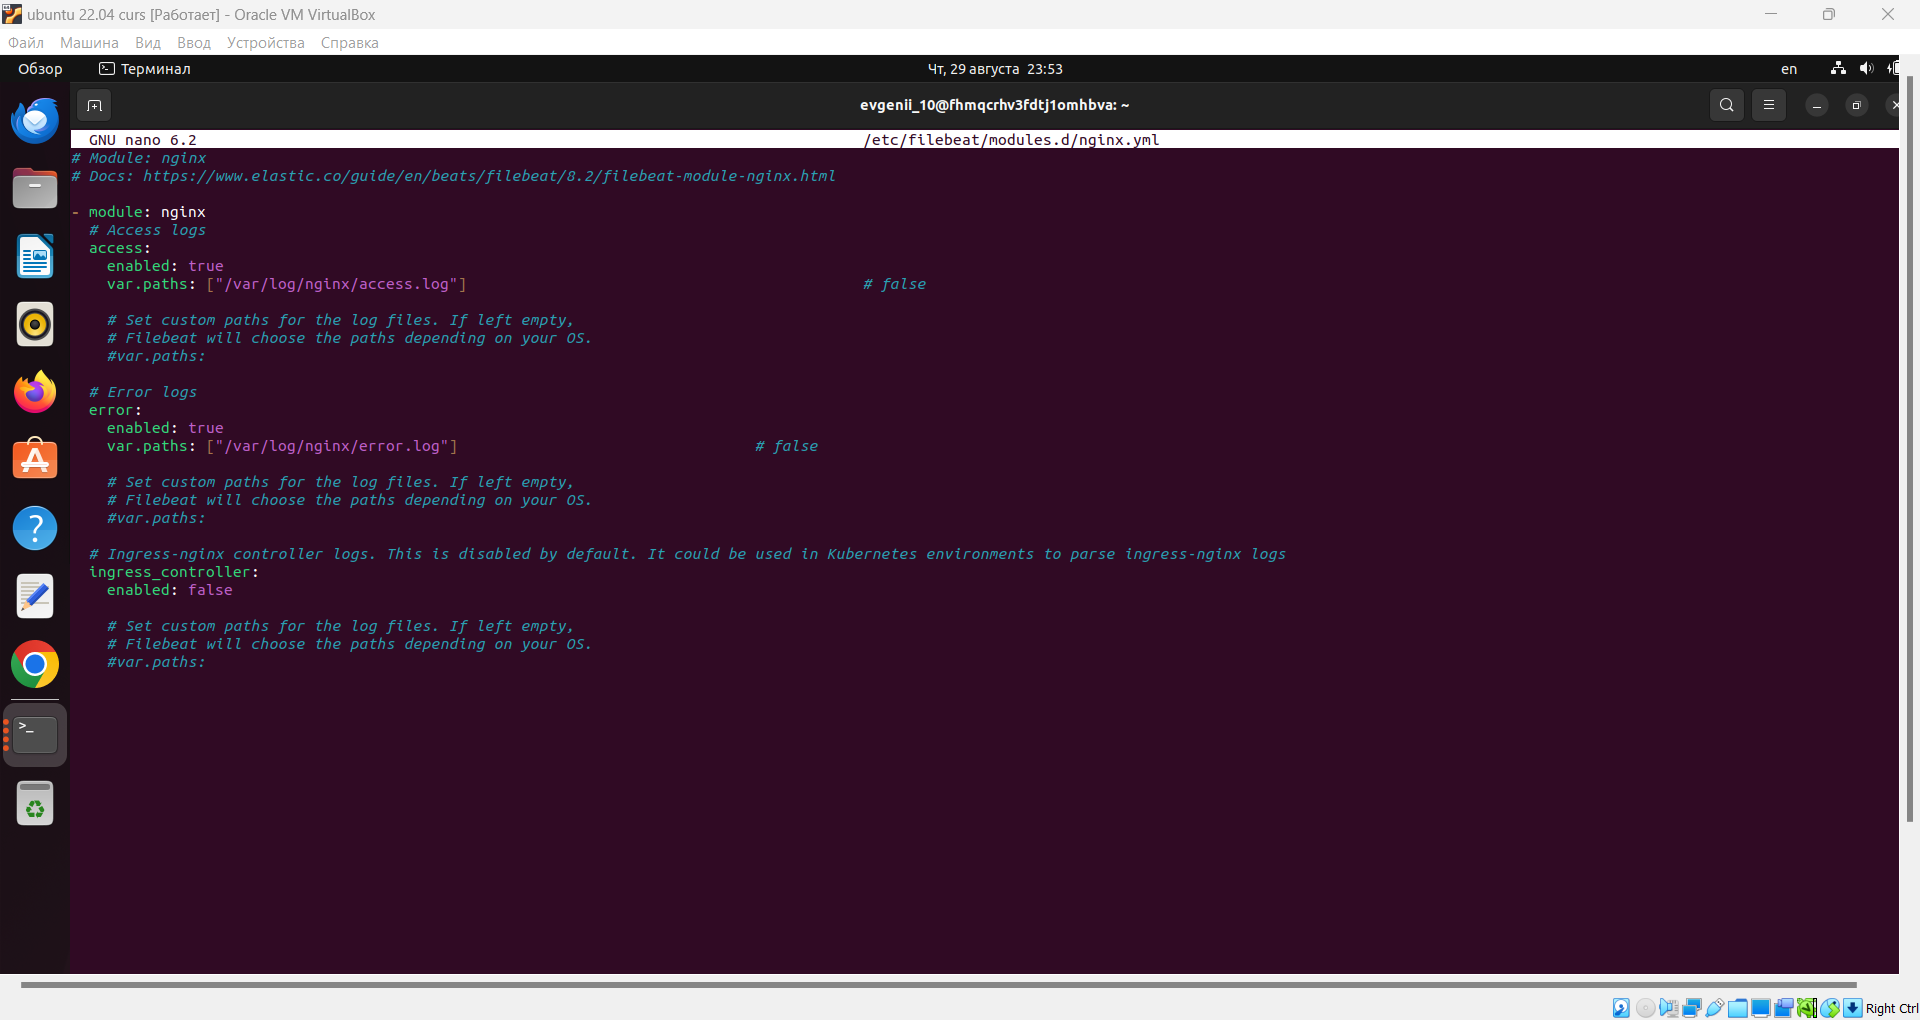 ubuntu 22.04 curs [Работает] - Oracle VM VirtualBox
Файл Машина Вид Ввод Устройства Справка
Обзор Терминал Чт, 29 августа 23:53 en
evgenii_10@fhmqcrhv3fdtj1omhbva: ~
GNU nano 6.2 /etc/filebeat/modules.d/nginx.yml
# Module: nginx
# Docs: https://www.elastic.co/guide/en/beats/filebeat/8.2/filebeat-module-nginx.html
- module: nginx
# Access logs
access:
enabled: true
var.paths: ["/var/log/nginx/access.log"] # false
# Set custom paths for the log files. If left empty,
# Filebeat will choose the paths depending on your OS.
#var.paths:
# Error logs
error:
enabled: true
var.paths: ["/var/log/nginx/error.log"] # false
# Set custom paths for the log files. If left empty,
# Filebeat will choose the paths depending on your OS.
#var.paths:
# Ingress-nginx controller logs. This is disabled by default. It could be used in Kubernetes environments to parse ingress-nginx logs
ingress_controller:
enabled: false
# Set custom paths for the log files. If left empty,
# Filebeat will choose the paths depending on your OS.
#var.paths:
Right Ctrl